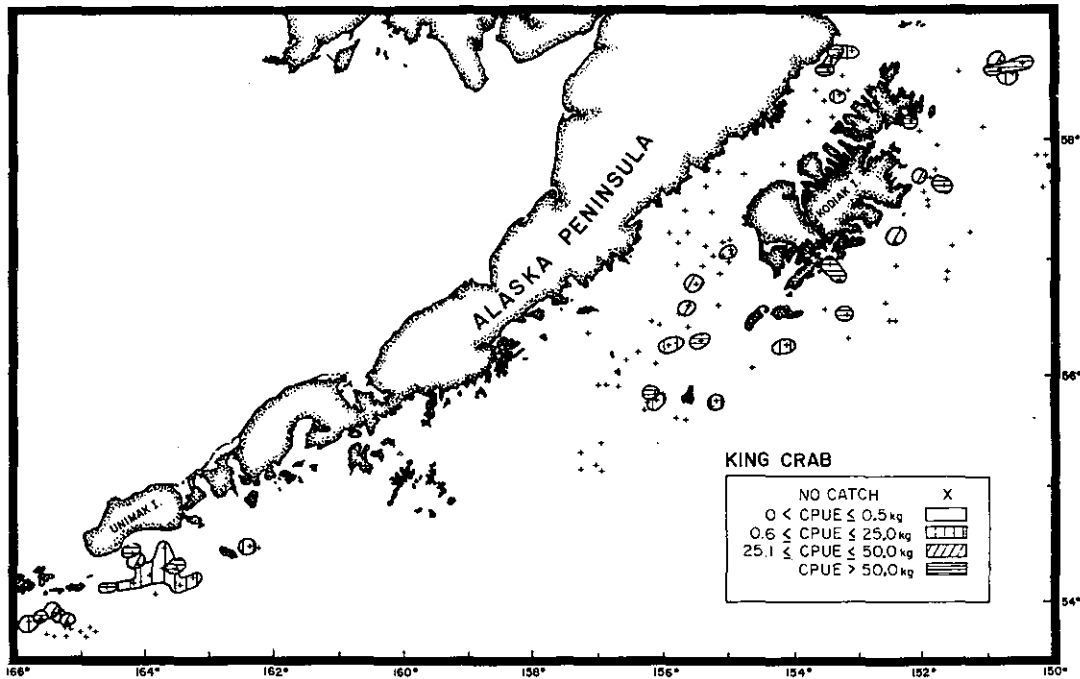 ALASKA PENINSULA
KODIAK I.
UNIMAK I.
58°
56°
54°
KING CRAB
NO CATCH X
0 < CPUE ≤ 0.5 kg
0.6 ≤ CPUE ≤ 25.0 kg
25.1 ≤ CPUE ≤ 50.0 kg
CPUE > 50.0 kg
166° 164° 162° 160° 158° 156° 154° 152° 150°